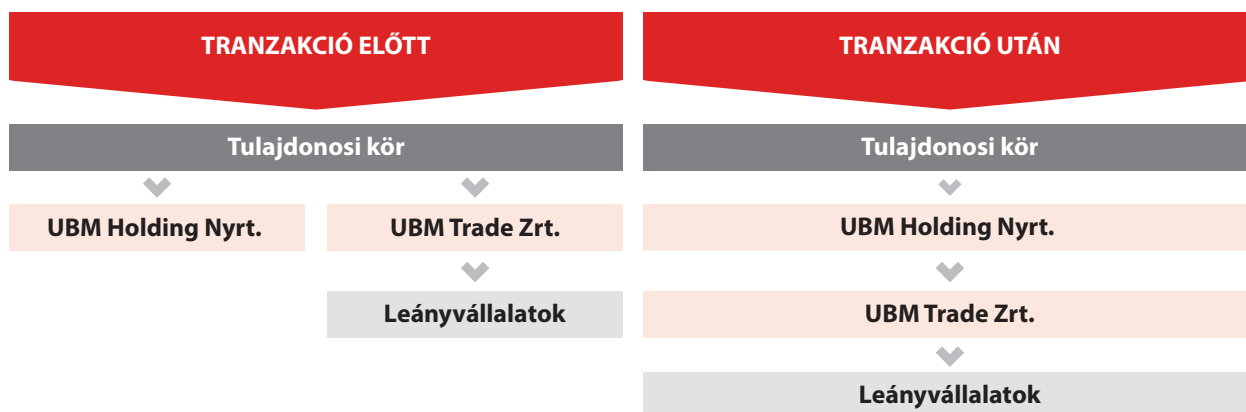 TRANZAKCIÓ ELŐTT
Tulajdonosi kör
UBM Holding Nyrt.
UBM Trade Zrt.
Leányvállalatok
TRANZAKCIÓ UTÁN
Tulajdonosi kör
UBM Holding Nyrt.
UBM Trade Zrt.
Leányvállalatok